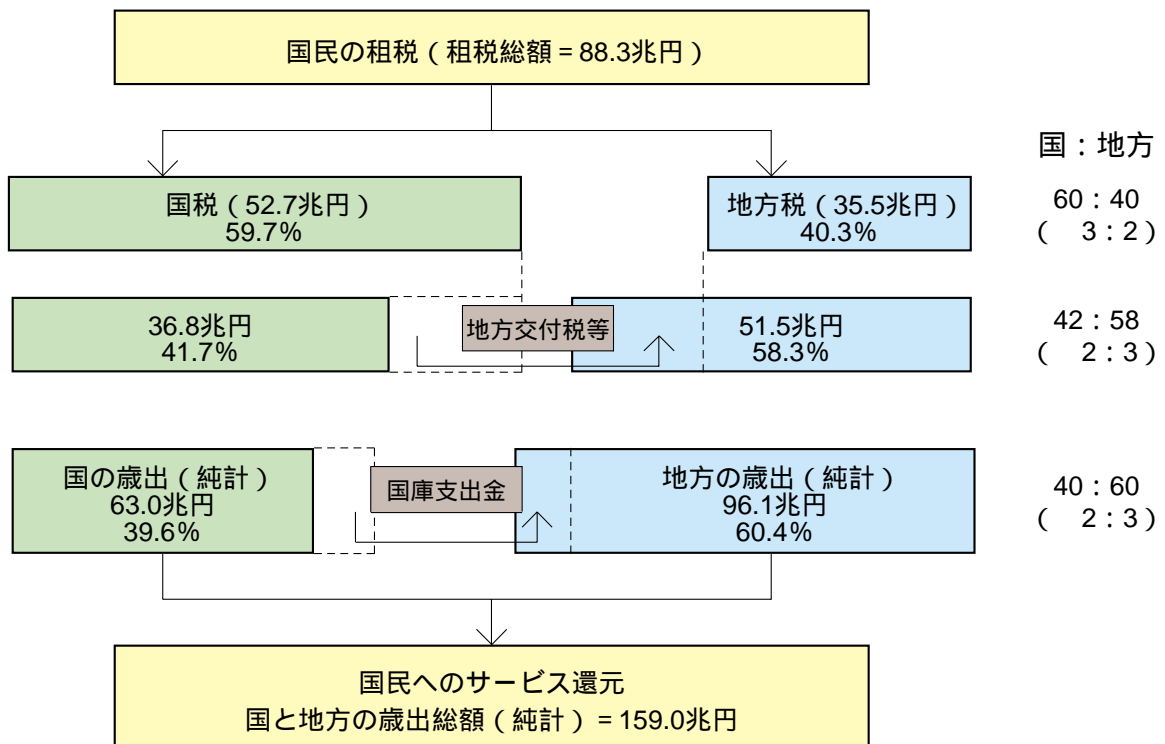 国民の租税（租税総額＝88.3兆円）
国：地方
国税（52.7兆円）
59.7％
地方税（35.5兆円）
40.3％
60：40
（　3：2）
36.8兆円
41.7％
地方交付税等
51.5兆円
58.3％
42：58
（　2：3）
国の歳出（純計）
63.0兆円
39.6％
国庫支出金
地方の歳出（純計）
96.1兆円
60.4％
40：60
（　2：3）
国民へのサービス還元
国と地方の歳出総額（純計）＝159.0兆円